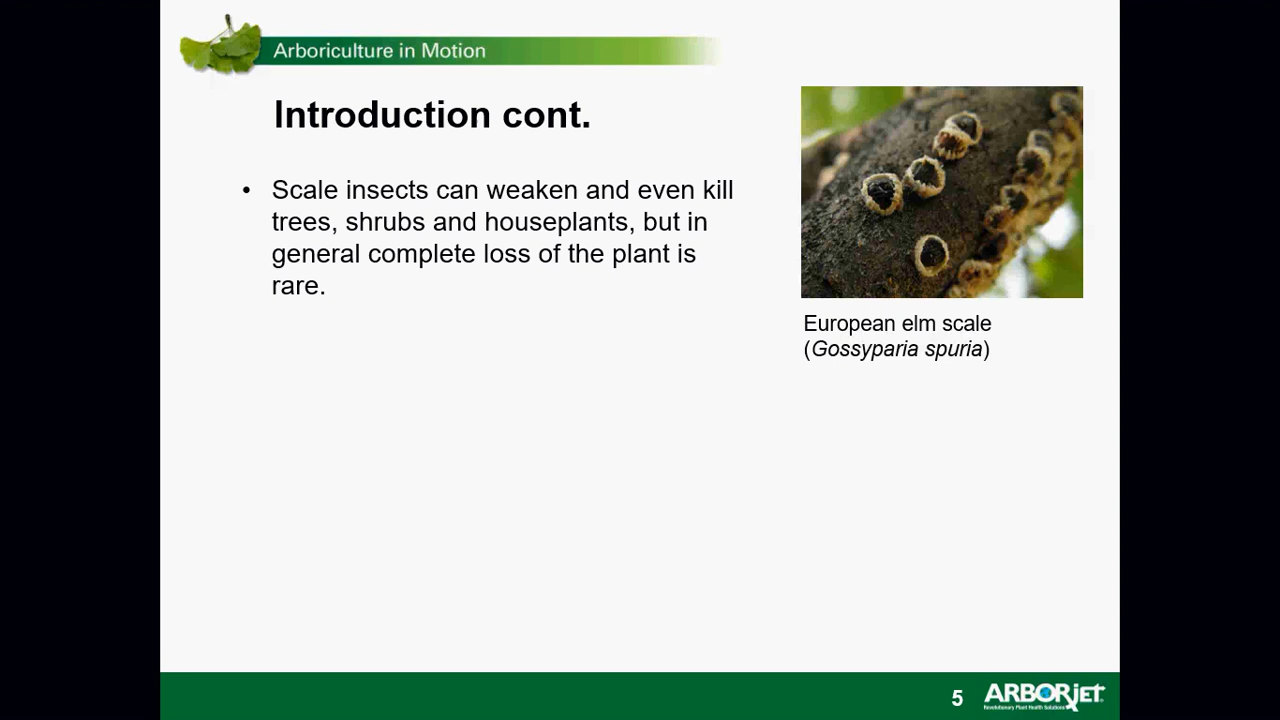 Arboriculture in Motion
Introduction cont.
• Scale insects can weaken and even kill
trees, shrubs and houseplants, but in
general complete loss of the plant is
rare.
European elm scale
(Gossyparia spuria)
5
ARBORjET
Revolutionary Plant Health Solutions